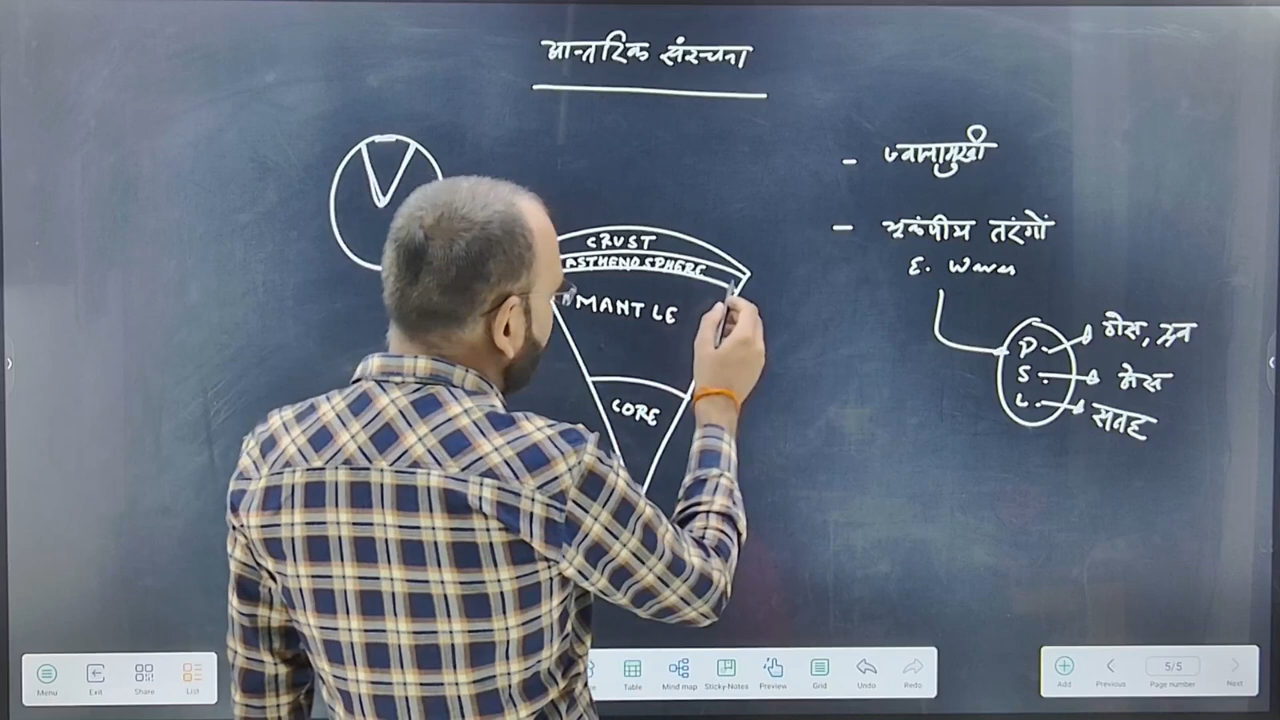 आन्तरिक संरचना
- ज्वालामुखी
- भूकंपीय तरंगों
E. Waves
CRUST
ASTHENOSPHERE
MANTLE
CORE
P ठोस, द्रव
S ठोस
L सतह
Menu Exit Share List
Table Mind map Sticky-Notes Preview Grid Undo Redo
Add Previous 5/5 Page number Next